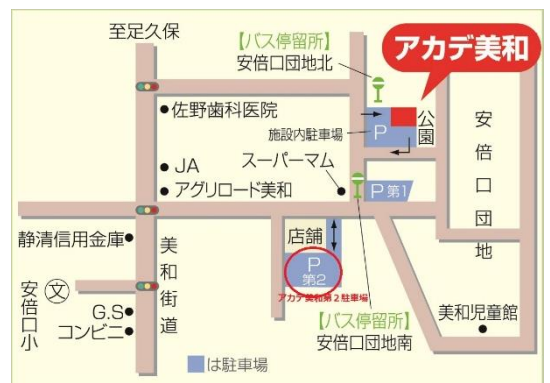 至足久保
【バス停留所】
安倍口団地北
アカデ美和
佐野歯科医院
施設内駐車場
P
公園
安倍口団地
JA
アグリロード美和
スーパーマム
P第1
静清信用金庫
美和街道
店舗
P
第2
アカデ美和第2駐車場
安倍口小
文
G.S
コンビニ
【バス停留所】
安倍口団地南
美和児童館
は駐車場